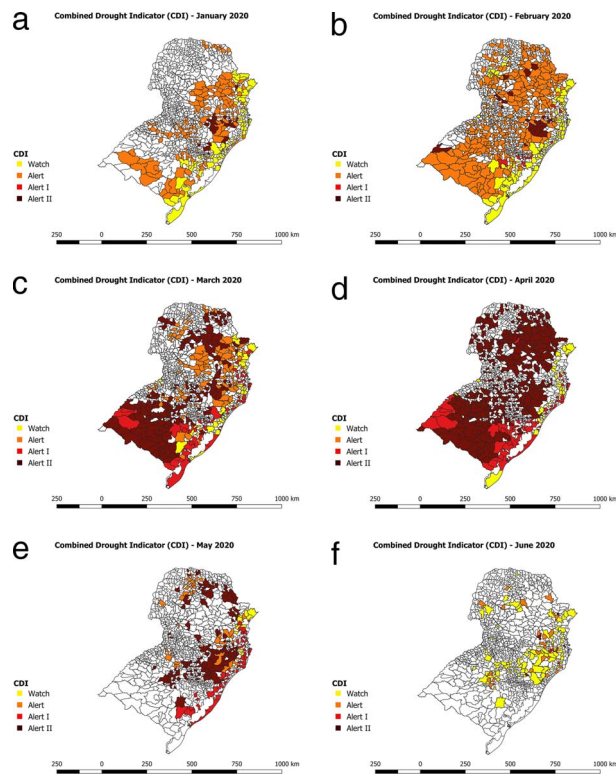 a
Combined Drought Indicator (CDI) - January 2020
CDI
Watch
Alert
Alert I
Alert II
250 0 250 500 750 1000 km
b
Combined Drought Indicator (CDI) - February 2020
CDI
Watch
Alert
Alert I
Alert II
250 0 250 500 750 1000 km
c
Combined Drought Indicator (CDI) - March 2020
CDI
Watch
Alert
Alert I
Alert II
250 0 250 500 750 1000 km
d
Combined Drought Indicator (CDI) - April 2020
CDI
Watch
Alert
Alert I
Alert II
250 0 250 500 750 1000 km
e
Combined Drought Indicator (CDI) - May 2020
CDI
Watch
Alert
Alert I
Alert II
250 0 250 500 750 1000 km
f
Combined Drought Indicator (CDI) - June 2020
CDI
Watch
Alert
Alert I
Alert II
250 0 250 500 750 1000 km